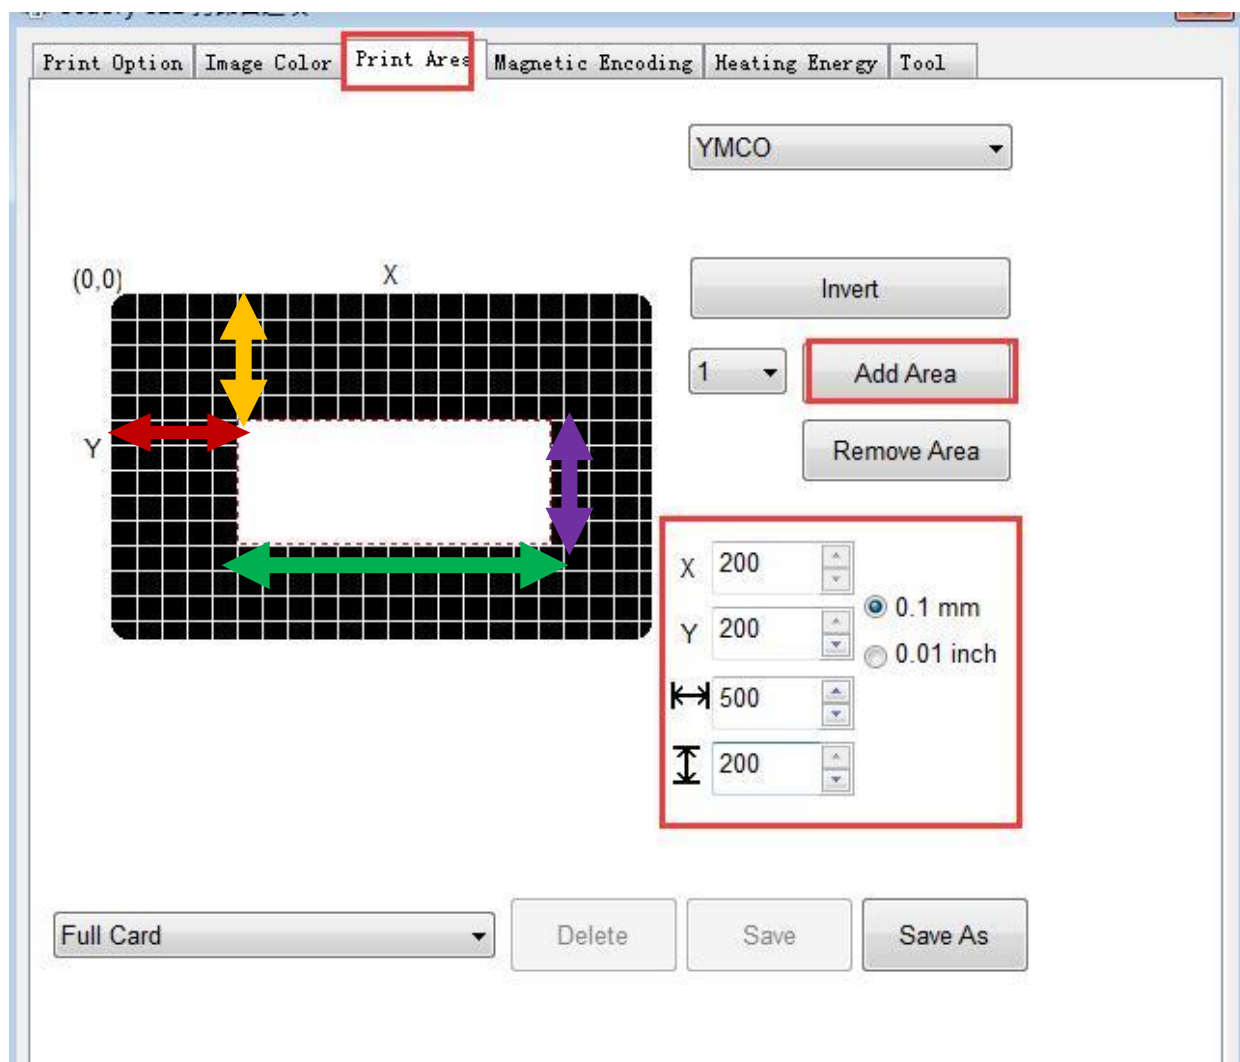 Print Option Image Color Print Area Magnetic Encoding Heating Energy Tool
YMCO
(0,0) X
Invert
1 Add Area
Y Remove Area
X 200
0.1 mm
Y 200
0.01 inch
500
200
Full Card Delete Save Save As